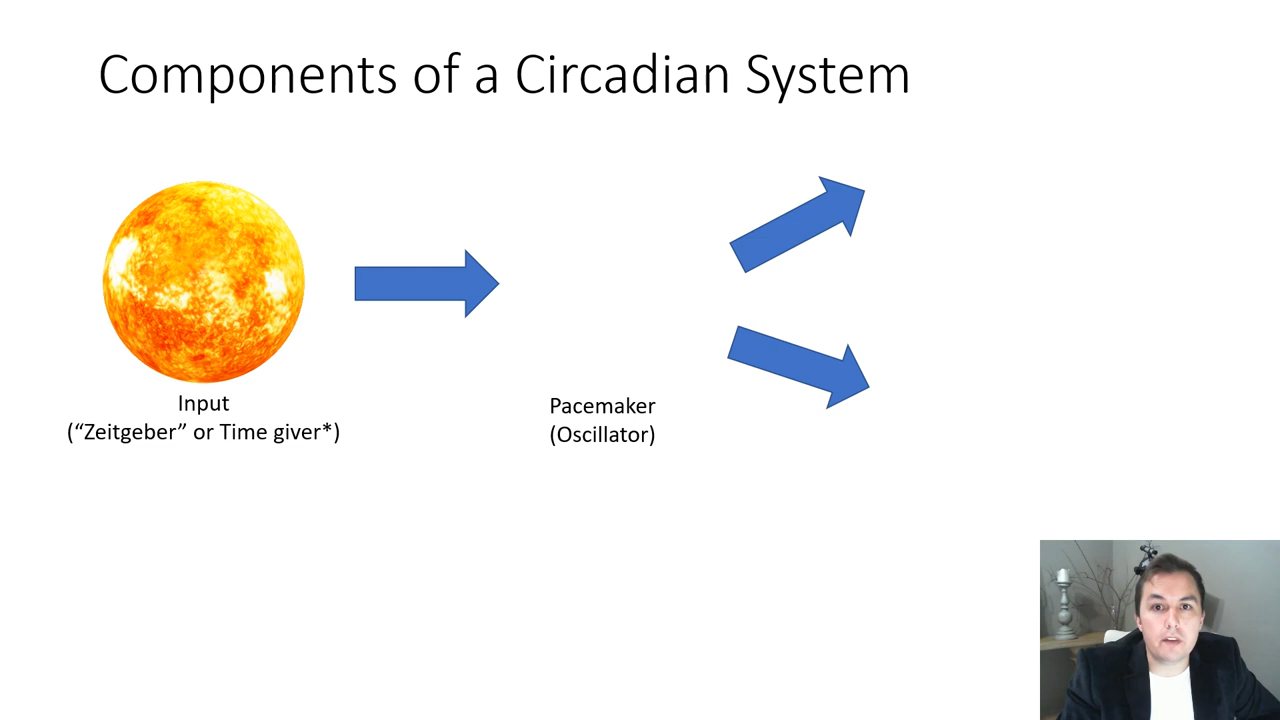 Components of a Circadian System
Input
(“Zeitgeber” or Time giver*)
Pacemaker
(Oscillator)